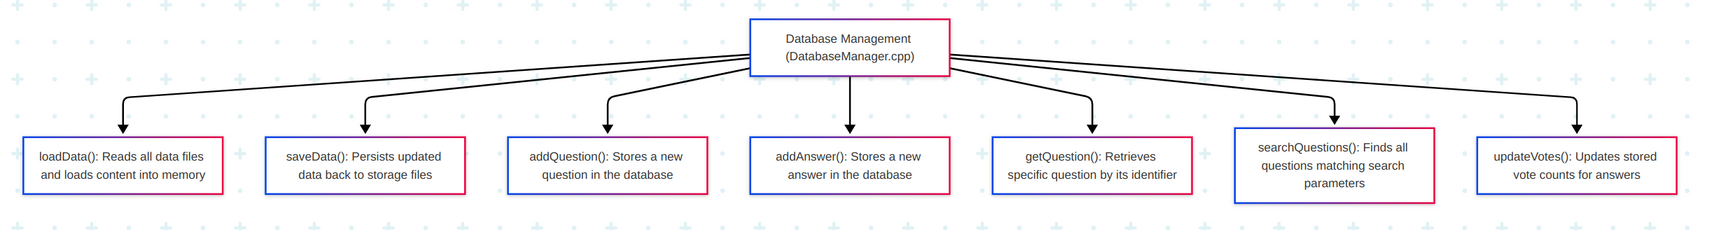 Database Management
(DatabaseManager.cpp)
loadData(): Reads all data files
and loads content into memory
saveData(): Persists updated
data back to storage files
addQuestion(): Stores a new
question in the database
addAnswer(): Stores a new
answer in the database
getQuestion(): Retrieves
specific question by its identifier
searchQuestions(): Finds all
questions matching search
parameters
updateVotes(): Updates stored
vote counts for answers